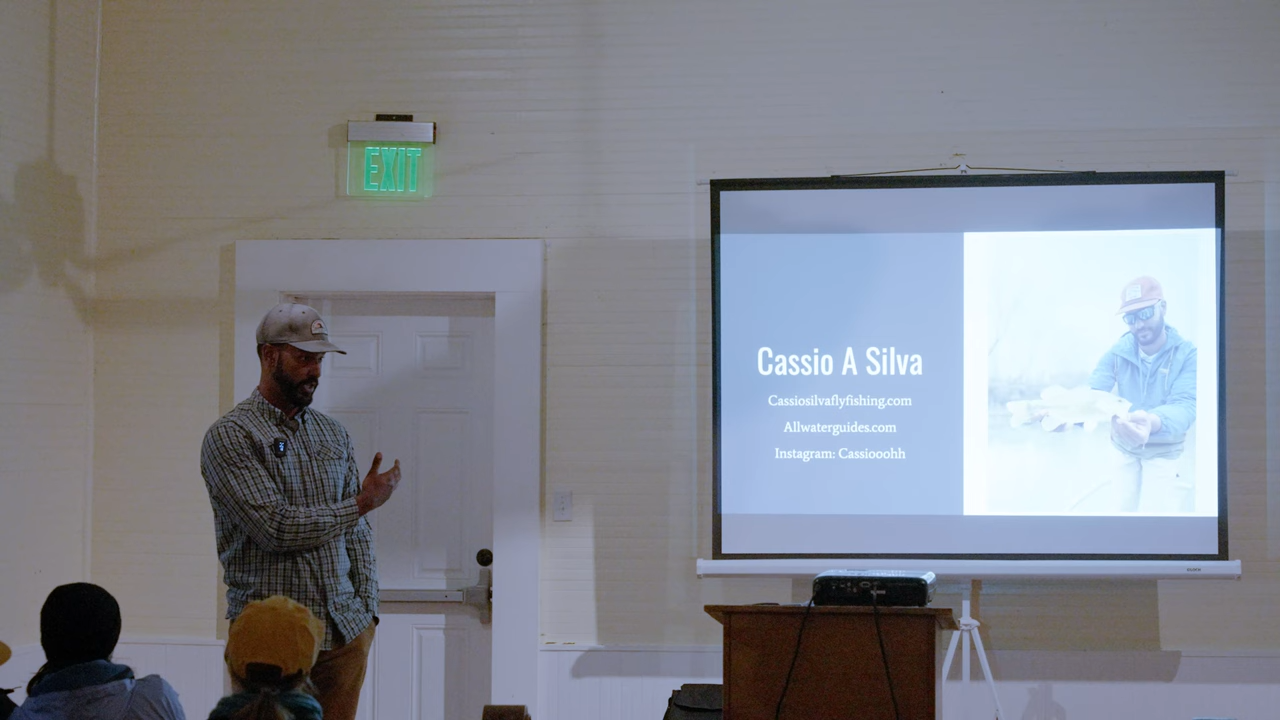 EXIT
Cassio A Silva
Cassiosilvaflyfishing.com
Allwaterguides.com
Instagram: Cassiooohh